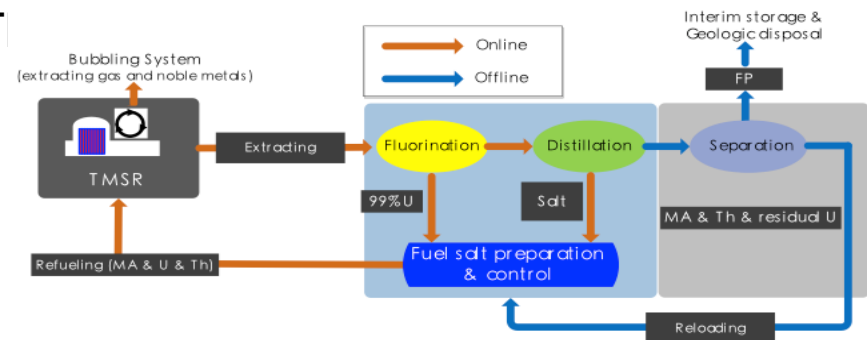 Interim storage &
Geologic disposal
Online
Offline
Bubbling System
(extracting gas and noble metals)
FP
TMSR
Extracting
Fluorination
Distillation
Separation
99%U
Salt
MA & Th & residual U
Fuel salt preparation
& control
Refueling (MA & U & Th)
Reloading